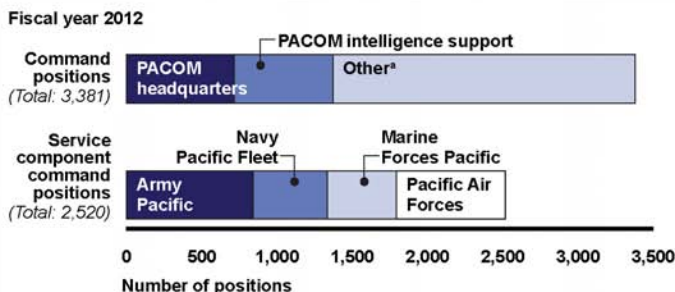 Fiscal year 2012
PACOM intelligence support
Command
positions
(Total: 3,381)
PACOM
headquarters
Otherᵃ
Service
component
command
positions
(Total: 2,520)
Navy
Pacific Fleet
Marine
Forces Pacific
Army
Pacific
Pacific Air
Forces
0 500 1,000 1,500 2,000 2,500 3,000 3,500
Number of positions